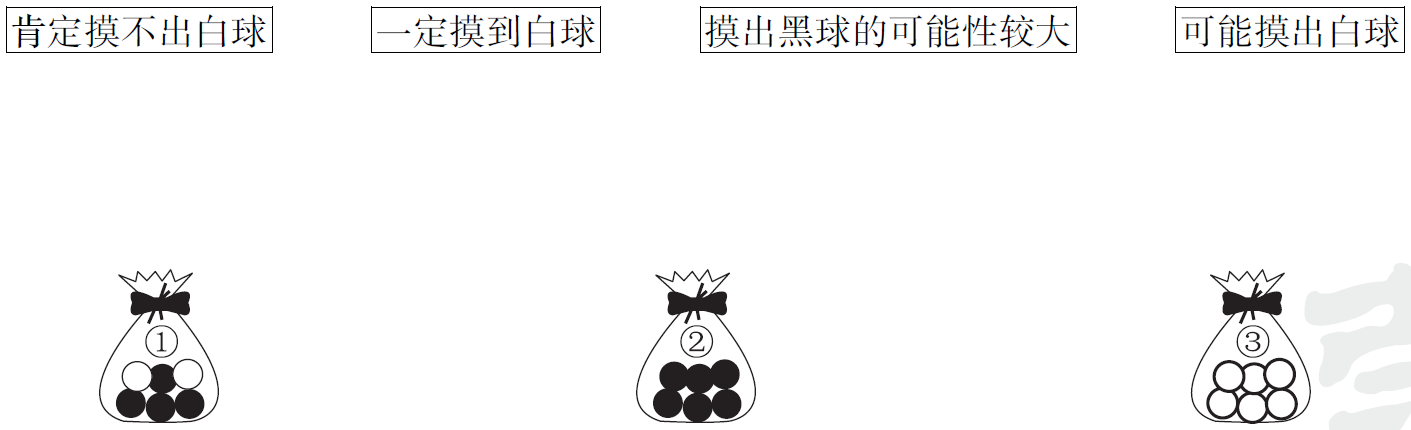 肯定摸不出白球
一定摸到白球
摸出黑球的可能性较大
可能摸出白球
①
②
③